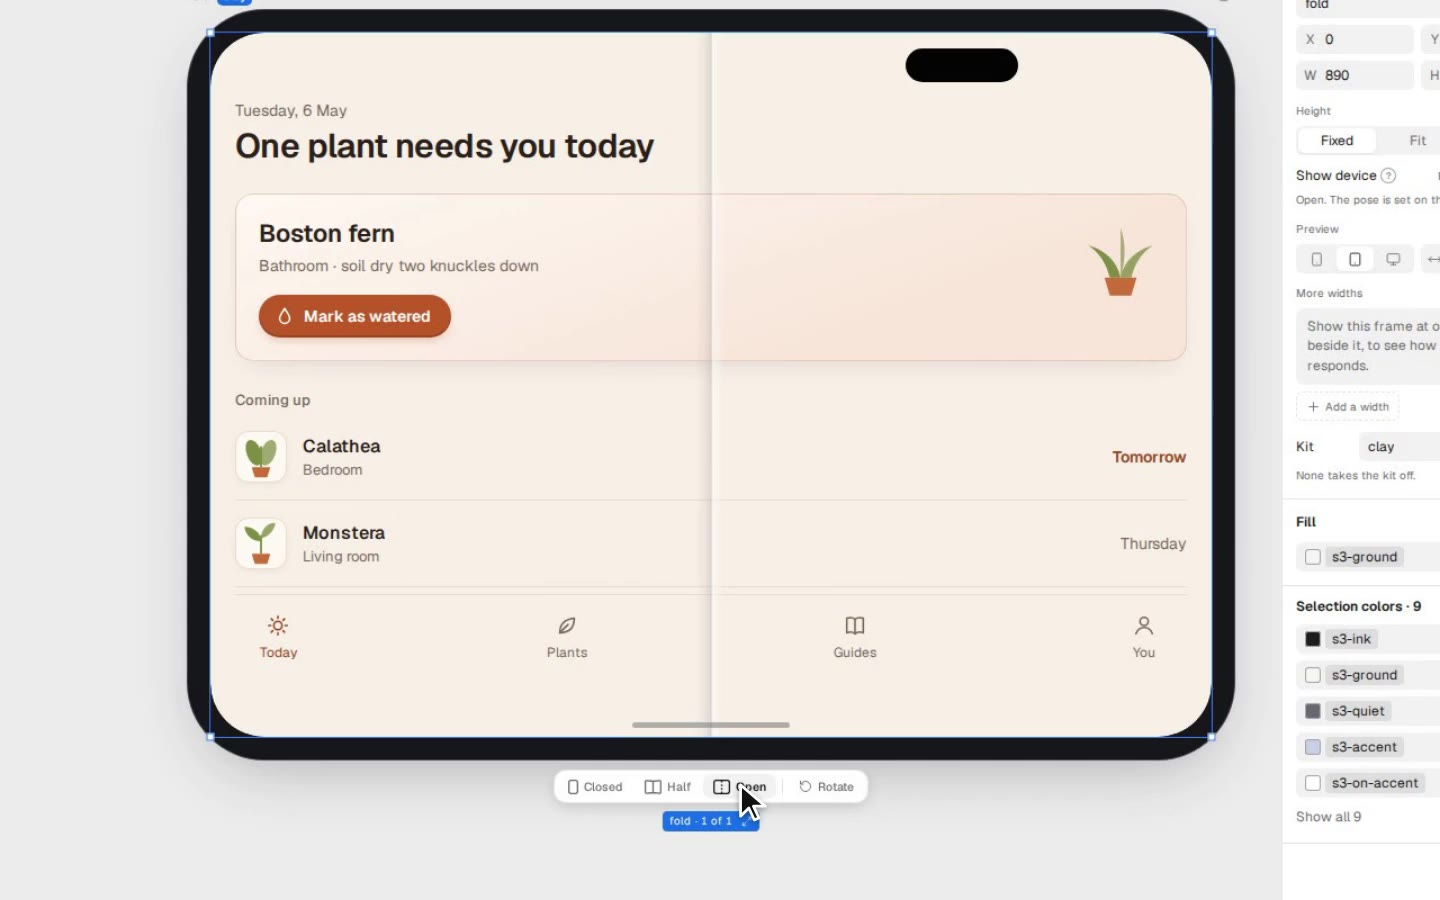 Tuesday, 6 May
One plant needs you today
Boston fern
Bathroom · soil dry two knuckles down
Mark as watered
Coming up
Calathea
Bedroom
Tomorrow
Monstera
Living room
Thursday
Today
Plants
Guides
You
Closed
Half
Open
Rotate
fold · 1 of 1
fold
X 0
Y
W 890
H
Height
Fixed
Fit
Show device ?
Open. The pose is set on th
Preview
More widths
Show this frame at o
beside it, to see how
responds.
+ Add a width
Kit
clay
None takes the kit off.
Fill
s3-ground
Selection colors · 9
s3-ink
s3-ground
s3-quiet
s3-accent
s3-on-accent
Show all 9